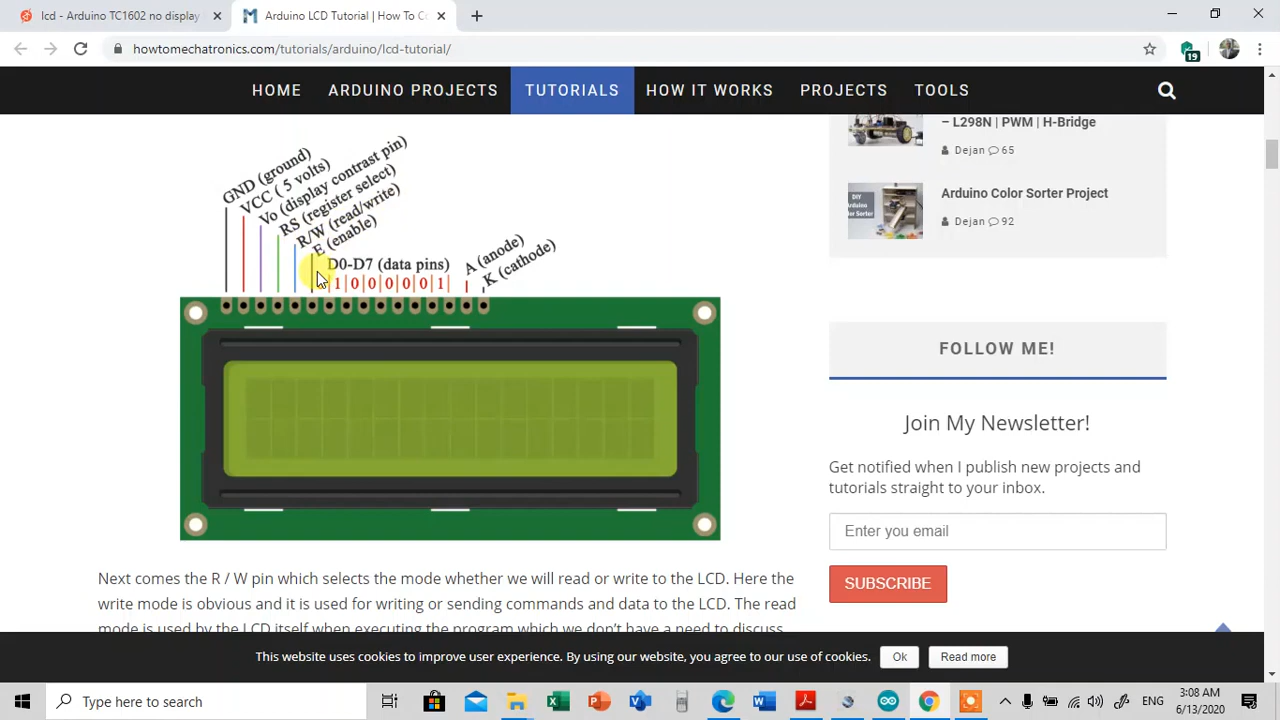 lcd - Arduino TC1602 no display
Arduino LCD Tutorial | How To Co
howtomechatronics.com/tutorials/arduino/lcd-tutorial/
19
HOME
ARDUINO PROJECTS
TUTORIALS
HOW IT WORKS
PROJECTS
TOOLS
GND (ground)
VCC ( 5 volts)
Vo (display contrast pin)
RS (register select)
R/W (read/write)
E (enable)
D0-D7 (data pins)
1 0 0 0 0 0 1
A (anode)
K (cathode)
Next comes the R / W pin which selects the mode whether we will read or write to the LCD. Here the
write mode is obvious and it is used for writing or sending commands and data to the LCD. The read
mode is used by the LCD itself when executing the program which we don't have a need to discuss
– L298N | PWM | H-Bridge
Dejan 65
DIY
Arduino
Color Sorter
Arduino Color Sorter Project
Dejan 92
FOLLOW ME!
Join My Newsletter!
Get notified when I publish new projects and
tutorials straight to your inbox.
Enter you email
SUBSCRIBE
This website uses cookies to improve user experience. By using our website, you agree to our use of cookies.
Ok
Read more
Type here to search
ENG
3:08 AM
6/13/2020